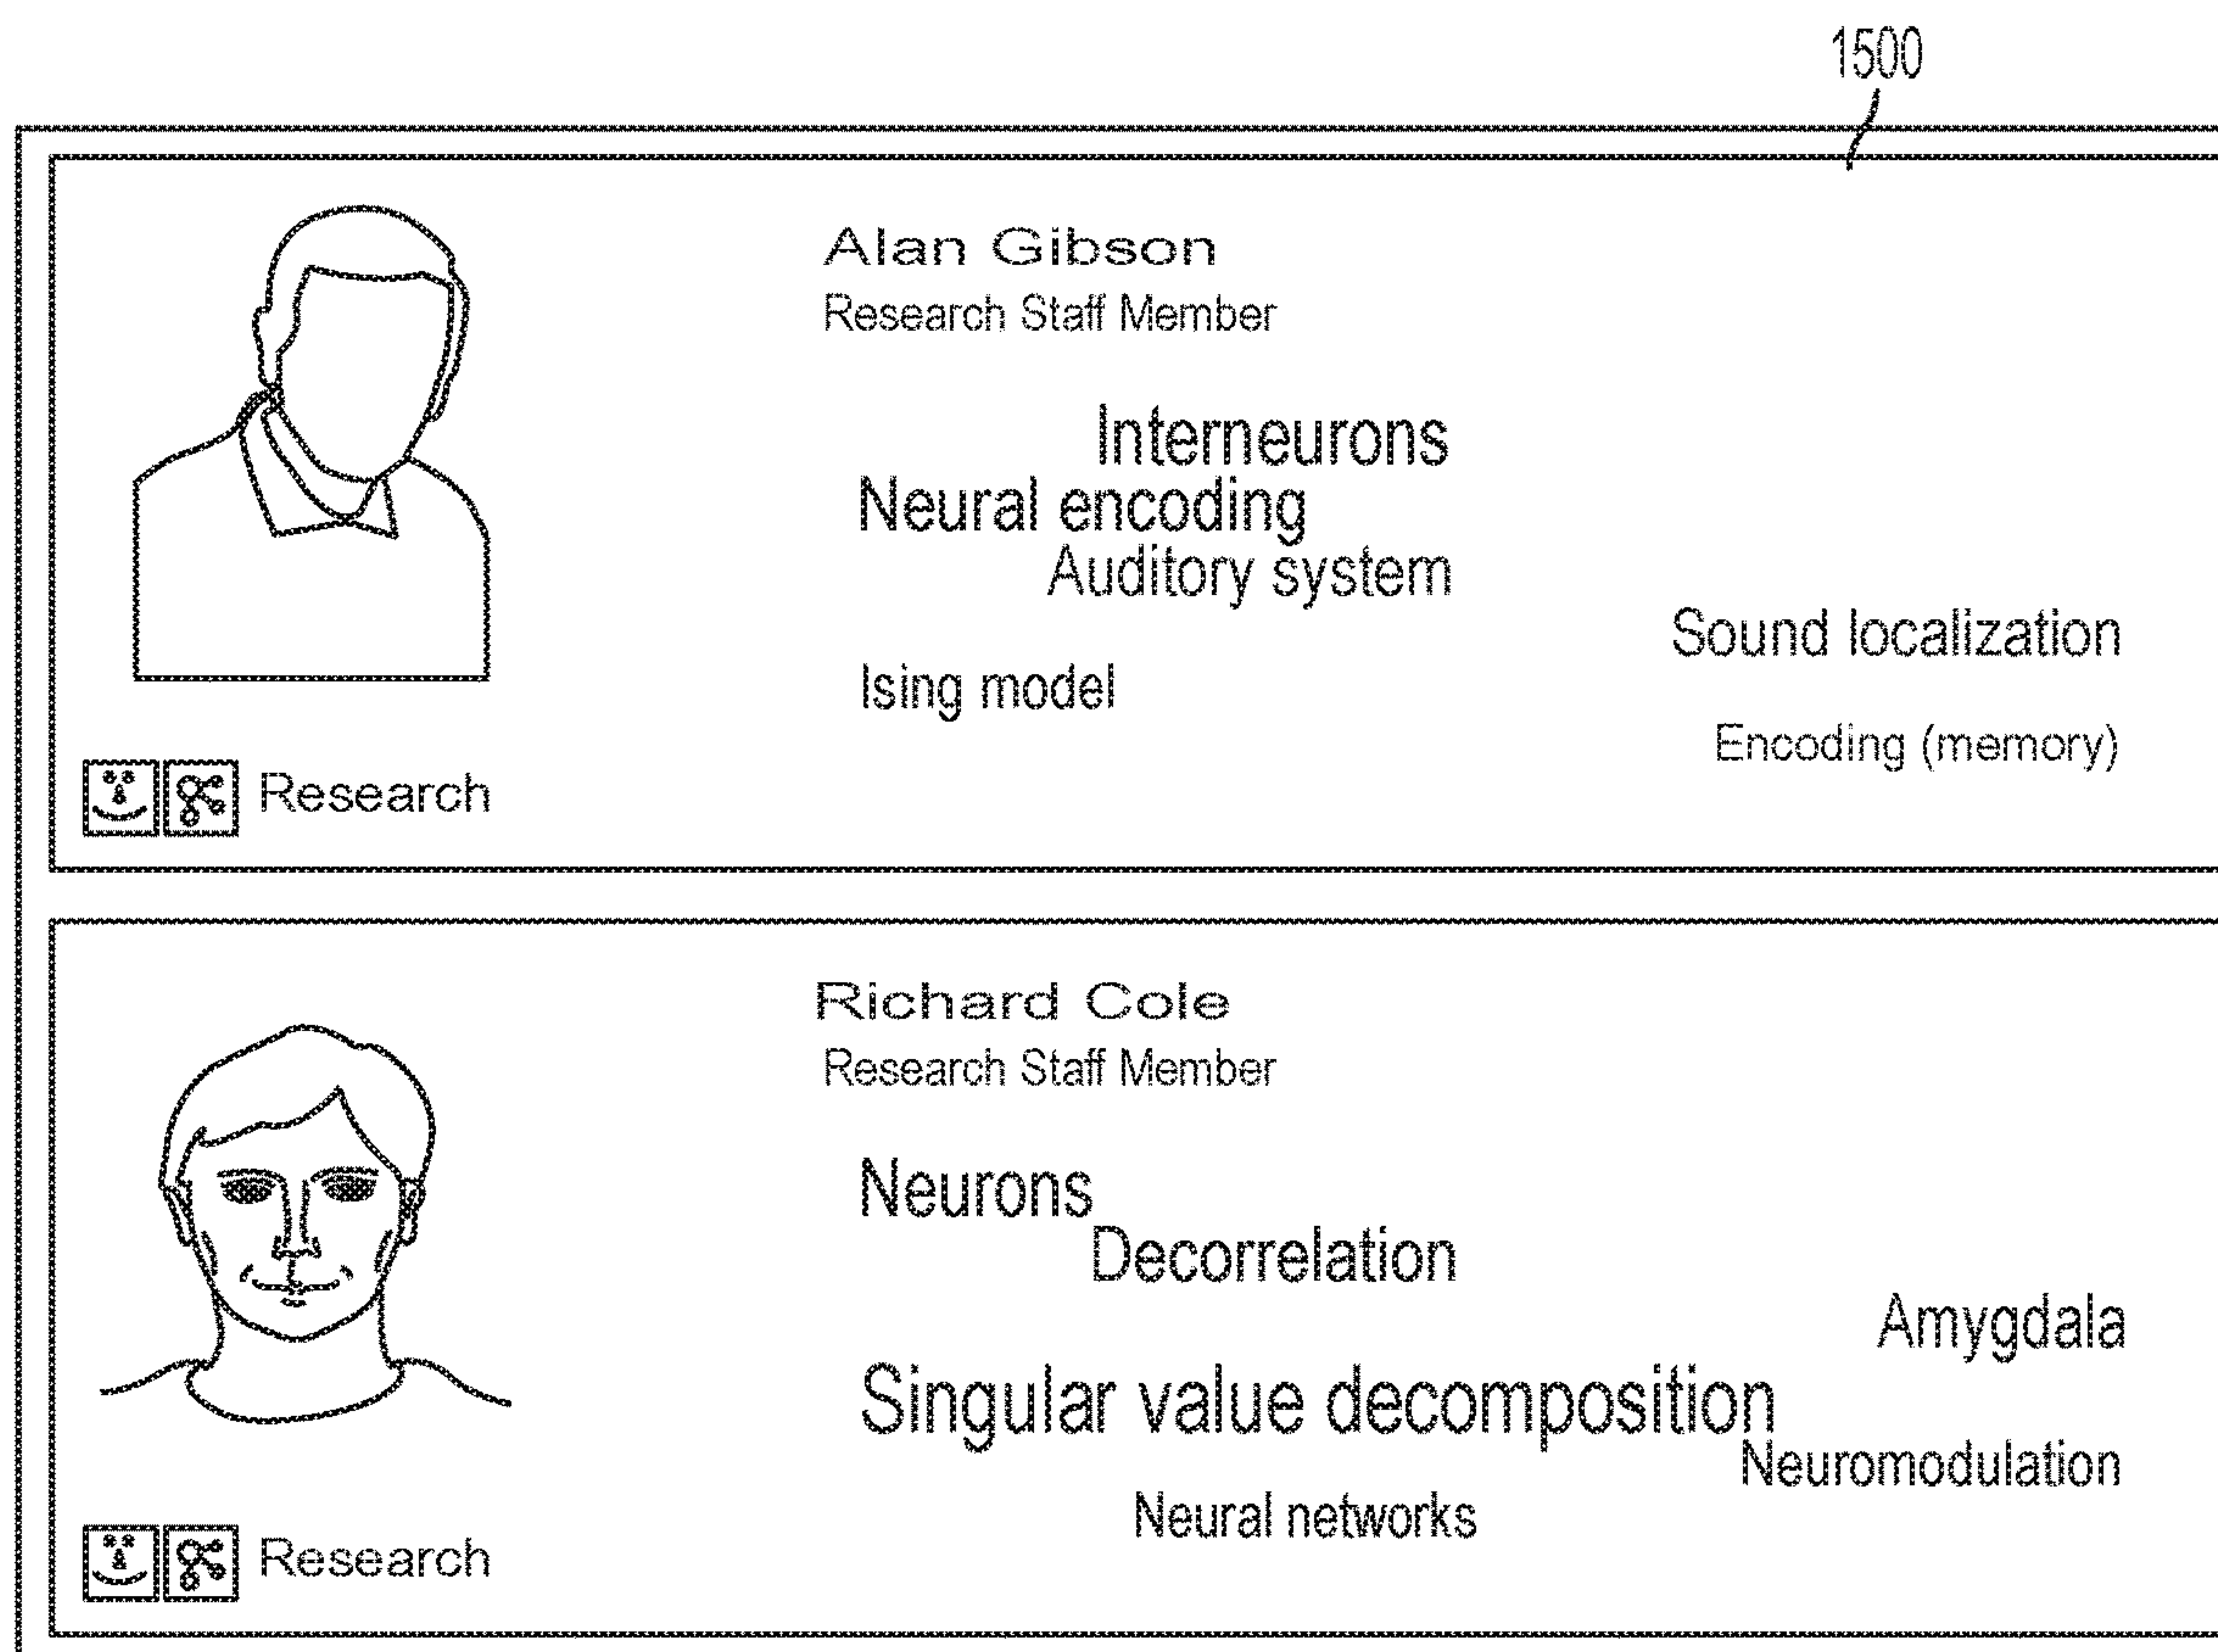 1500
Alan Gibson
Research Staff Member
Interneurons
Neural encoding
Auditory system
Sound localization
Ising model
Encoding (memory)
Research
Richard Cole
Research Staff Member
Neurons
Decorrelation
Amygdala
Singular value decomposition
Neuromodulation
Neural networks
Research